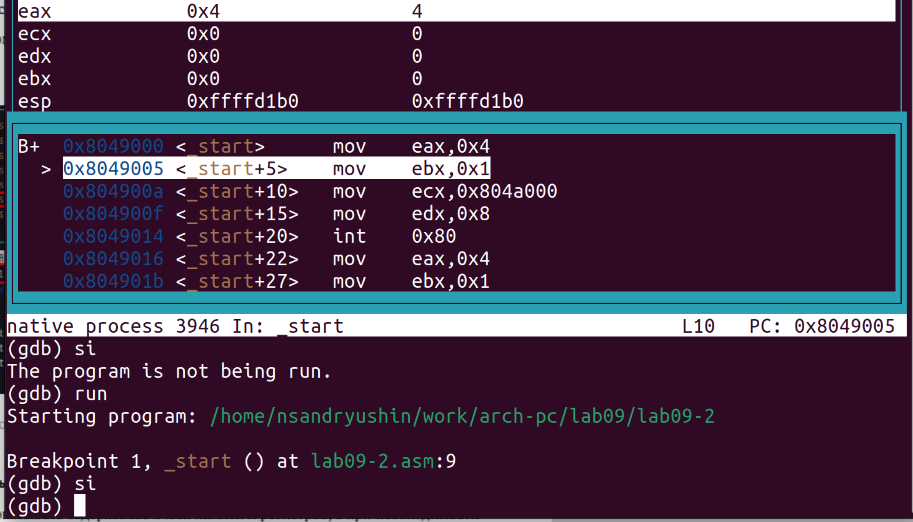 eax 0x4 4
ecx 0x0 0
edx 0x0 0
ebx 0x0 0
esp 0xffffd1b0 0xffffd1b0
B+ 0x8049000 <_start> mov eax,0x4
> 0x8049005 <_start+5> mov ebx,0x1
0x804900a <_start+10> mov ecx,0x804a000
0x804900f <_start+15> mov edx,0x8
0x8049014 <_start+20> int 0x80
0x8049016 <_start+22> mov eax,0x4
0x804901b <_start+27> mov ebx,0x1
native process 3946 In: _start L10 PC: 0x8049005
(gdb) si
The program is not being run.
(gdb) run
Starting program: /home/nsandryushin/work/arch-pc/lab09/lab09-2
Breakpoint 1, _start () at lab09-2.asm:9
(gdb) si
(gdb)